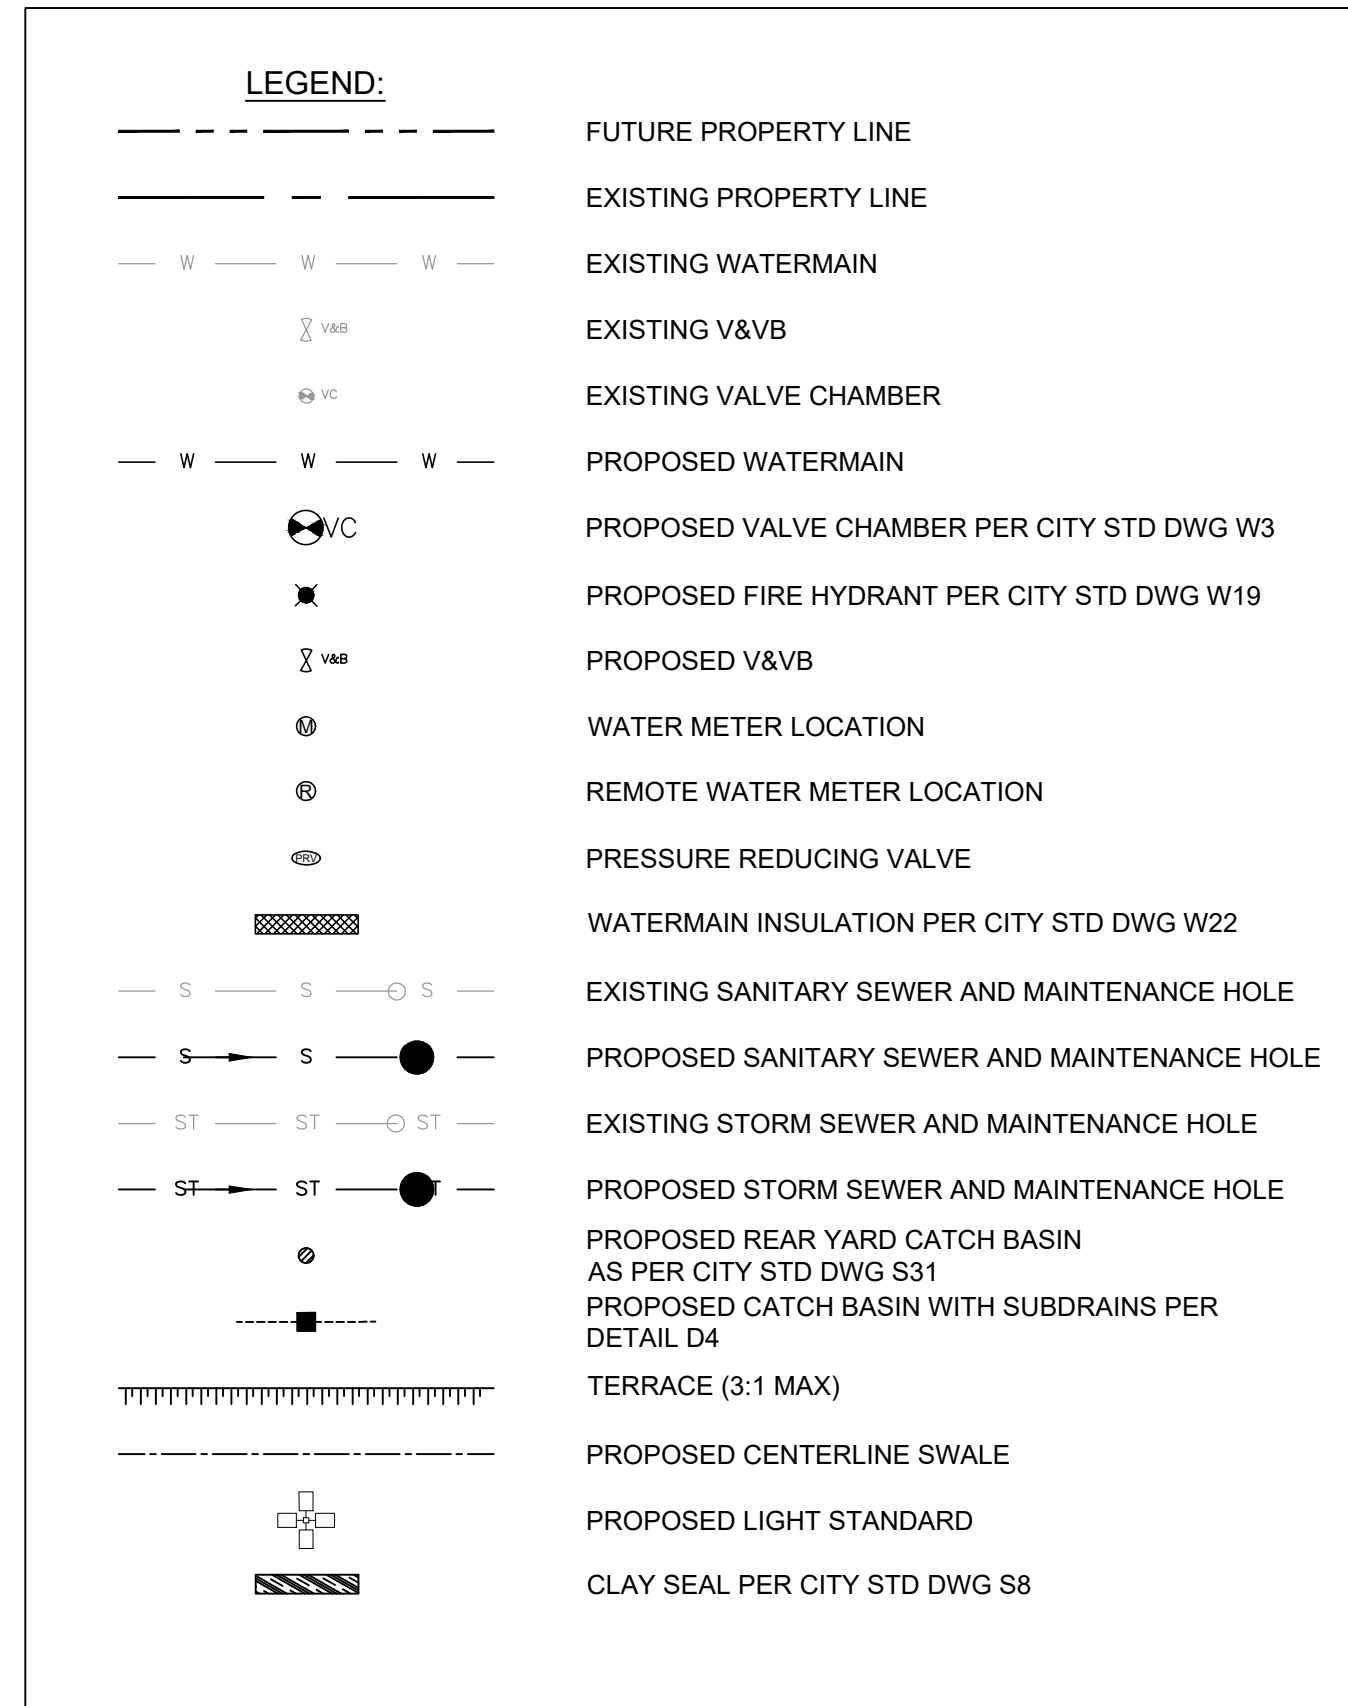 LEGEND:
FUTURE PROPERTY LINE
EXISTING PROPERTY LINE
W W W EXISTING WATERMAIN
V&B EXISTING V&VB
VC EXISTING VALVE CHAMBER
W W W PROPOSED WATERMAIN
VC PROPOSED VALVE CHAMBER PER CITY STD DWG W3
PROPOSED FIRE HYDRANT PER CITY STD DWG W19
V&B PROPOSED V&VB
M WATER METER LOCATION
R REMOTE WATER METER LOCATION
PRV PRESSURE REDUCING VALVE
WATERMAIN INSULATION PER CITY STD DWG W22
S S S EXISTING SANITARY SEWER AND MAINTENANCE HOLE
S S PROPOSED SANITARY SEWER AND MAINTENANCE HOLE
ST ST ST EXISTING STORM SEWER AND MAINTENANCE HOLE
ST ST T PROPOSED STORM SEWER AND MAINTENANCE HOLE
PROPOSED REAR YARD CATCH BASIN
AS PER CITY STD DWG S31
PROPOSED CATCH BASIN WITH SUBDRAINS PER
DETAIL D4
TERRACE (3:1 MAX)
PROPOSED CENTERLINE SWALE
PROPOSED LIGHT STANDARD
CLAY SEAL PER CITY STD DWG S8